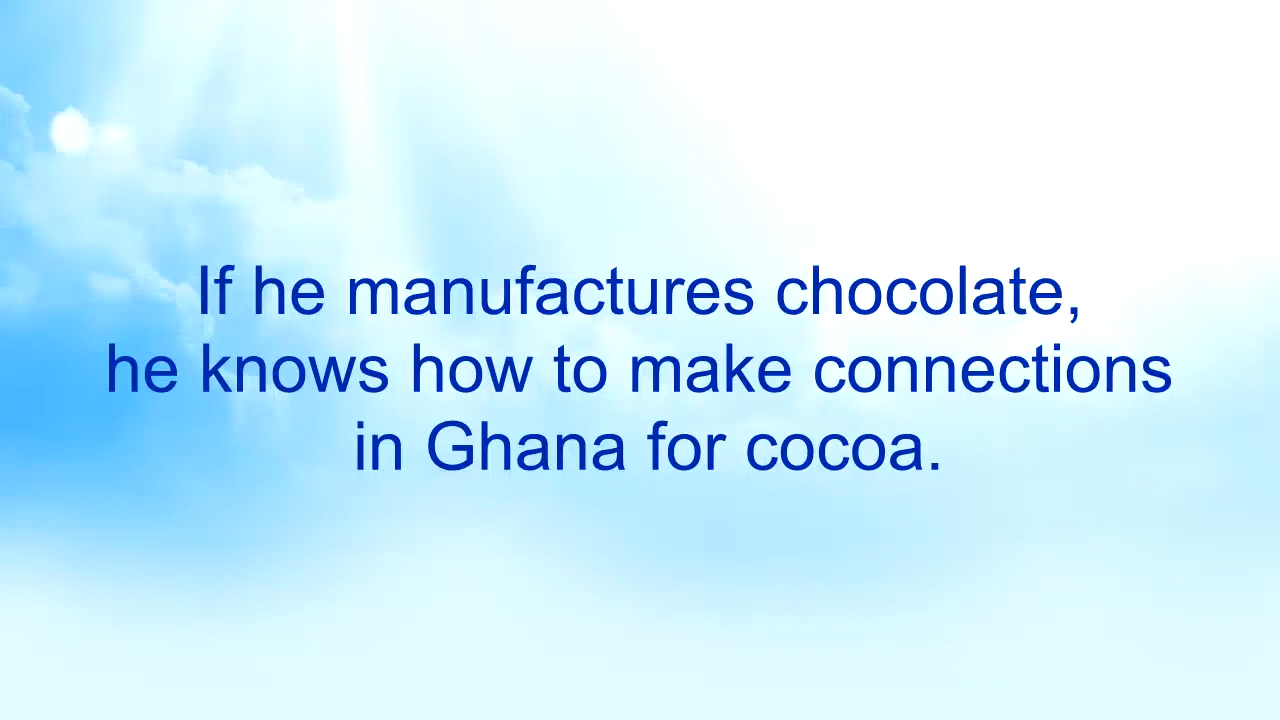 If he manufactures chocolate,
he knows how to make connections
in Ghana for cocoa.